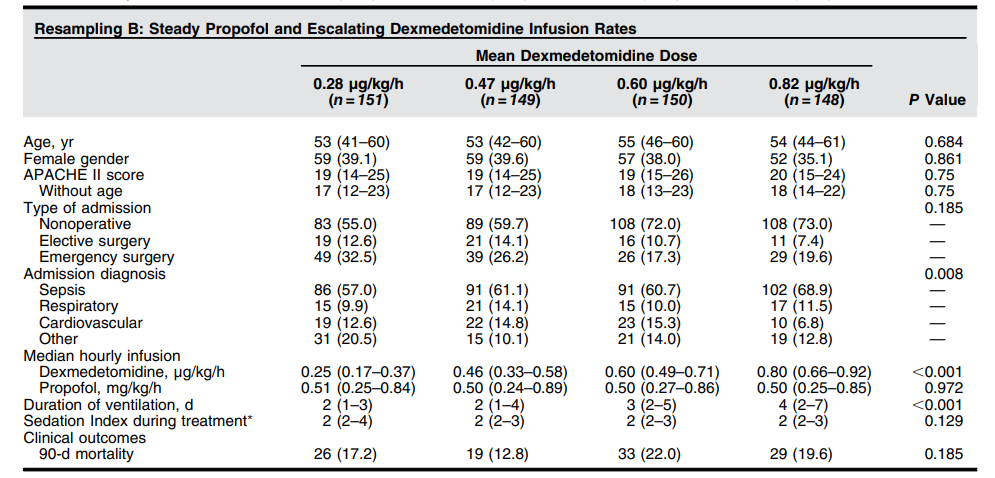 Resampling B: Steady Propofol and Escalating Dexmedetomidine Infusion Rates
Mean Dexmedetomidine Dose
0.28 μg/kg/h 0.47 μg/kg/h 0.60 μg/kg/h 0.82 μg/kg/h
(n = 151) (n = 149) (n = 150) (n = 148) P Value
Age, yr 53 (41–60) 53 (42–60) 55 (46–60) 54 (44–61) 0.684
Female gender 59 (39.1) 59 (39.6) 57 (38.0) 52 (35.1) 0.861
APACHE II score 19 (14–25) 19 (14–25) 19 (15–26) 20 (15–24) 0.75
Without age 17 (12–23) 17 (12–23) 18 (13–23) 18 (14–22) 0.75
Type of admission 0.185
Nonoperative 83 (55.0) 89 (59.7) 108 (72.0) 108 (73.0) —
Elective surgery 19 (12.6) 21 (14.1) 16 (10.7) 11 (7.4) —
Emergency surgery 49 (32.5) 39 (26.2) 26 (17.3) 29 (19.6) —
Admission diagnosis 0.008
Sepsis 86 (57.0) 91 (61.1) 91 (60.7) 102 (68.9) —
Respiratory 15 (9.9) 21 (14.1) 15 (10.0) 17 (11.5) —
Cardiovascular 19 (12.6) 22 (14.8) 23 (15.3) 10 (6.8) —
Other 31 (20.5) 15 (10.1) 21 (14.0) 19 (12.8) —
Median hourly infusion
Dexmedetomidine, μg/kg/h 0.25 (0.17–0.37) 0.46 (0.33–0.58) 0.60 (0.49–0.71) 0.80 (0.66–0.92) <0.001
Propofol, mg/kg/h 0.51 (0.25–0.84) 0.50 (0.24–0.89) 0.50 (0.27–0.86) 0.50 (0.25–0.85) 0.972
Duration of ventilation, d 2 (1–3) 2 (1–4) 3 (2–5) 4 (2–7) <0.001
Sedation Index during treatment* 2 (2–4) 2 (2–3) 2 (2–3) 2 (2–3) 0.129
Clinical outcomes
90-d mortality 26 (17.2) 19 (12.8) 33 (22.0) 29 (19.6) 0.185